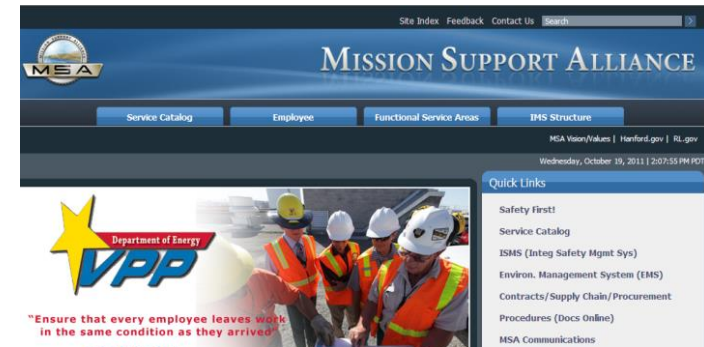 Site Index Feedback Contact Us Search
MSA
MISSION SUPPORT ALLIANCE
Service Catalog Employee Functional Service Areas IMS Structure
MSA Vision/Values | Hanford.gov | RL.gov
Wednesday, October 19, 2011 | 2:07:55 PM PDT
Quick Links
Safety First!
Service Catalog
ISMS (Integ Safety Mgmt Sys)
Environ. Management System (EMS)
Contracts/Supply Chain/Procurement
Procedures (Docs Online)
MSA Communications
Department of Energy
VPP
"Ensure that every employee leaves work
in the same condition as they arrived"